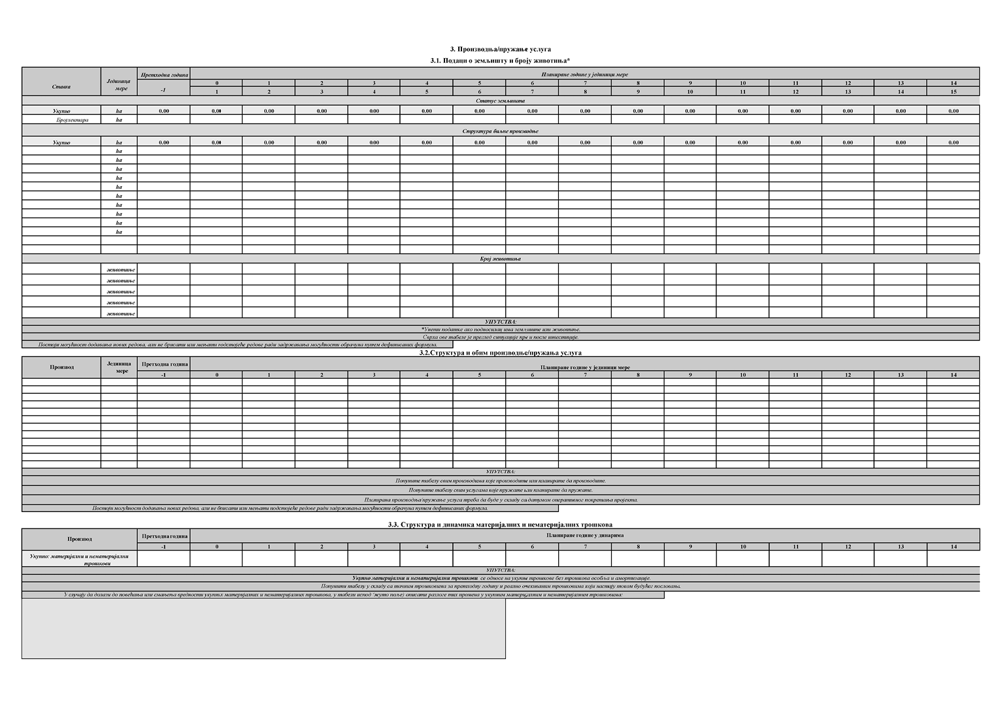 3. Производња/пружање услуга
3.1. Подаци о земљишту и броју животиња*
Ставка Јединица мере Претходна година Планиране године у јединици мере
-1 0 1 2 3 4 5 6 7 8 9 10 11 12 13 14
1 2 3 4 5 6 7 8 9 10 11 12 13 14 15
Статус земљишта
Укупно ha 0.00 0.00 0.00 0.00 0.00 0.00 0.00 0.00 0.00 0.00 0.00 0.00 0.00 0.00 0.00 0.00
Број хектара ha
Структура биљне производње
Укупно ha 0.00 0.00 0.00 0.00 0.00 0.00 0.00 0.00 0.00 0.00 0.00 0.00 0.00 0.00 0.00 0.00
ha
ha
ha
ha
ha
ha
ha
ha
ha
ha
Број животиња
животиње
животиње
животиње
животиње
животиње
УПУТСТВА:
*Унети податке ако подносилац има земљиште или животиње.
Сврха ове табеле је преглед ситуације пре и после инвестиције.
Постоји могућност додавања нових редова, али не брисати или мењати подстојеће редове ради задржавања могућности обрачуна путем дефинисаних формула.
3.2.Структура и обим производње/пружања услуга
Производ Јединица мере Претходна година Планиране године у јединици мере
-1 0 1 2 3 4 5 6 7 8 9 10 11 12 13 14
УПУТСТВА:
Попуните табелу свим производима које производите или планирате да производите.
Попуните табелу свим услугама које пружате или планирате да пружате.
Планирана производња/пружање услуга треба да буде у складу са датумом оперативног покретања пројекта.
Постоји могућност додавања нових редова, али не брисати или мењати подстојеће редове ради задржавања могућности обрачуна путем дефинисаних формула.
3.3. Структура и динамика материјалних и нематеријалних трошкова
Производ Претходна година Планиране године у динарима
-1 0 1 2 3 4 5 6 7 8 9 10 11 12 13 14
Укупно: материјални и нематеријални
трошкови
УПУТСТВА:
Укупно материјални и нематеријални трошкови се односе на укупне трошкове без трошкова особља и амортизације.
Попунити табелу у складу са тачним трошковима за претходну годину и реално очекиваним трошковима који настају током будућег пословања.
У случају да долази до повећања или смањења вредности укупних материјалних и нематеријалних трошкова, у табели испод (жуто поље) описати разлоге тих промена у укупним материјалним и нематеријалним трошковима: